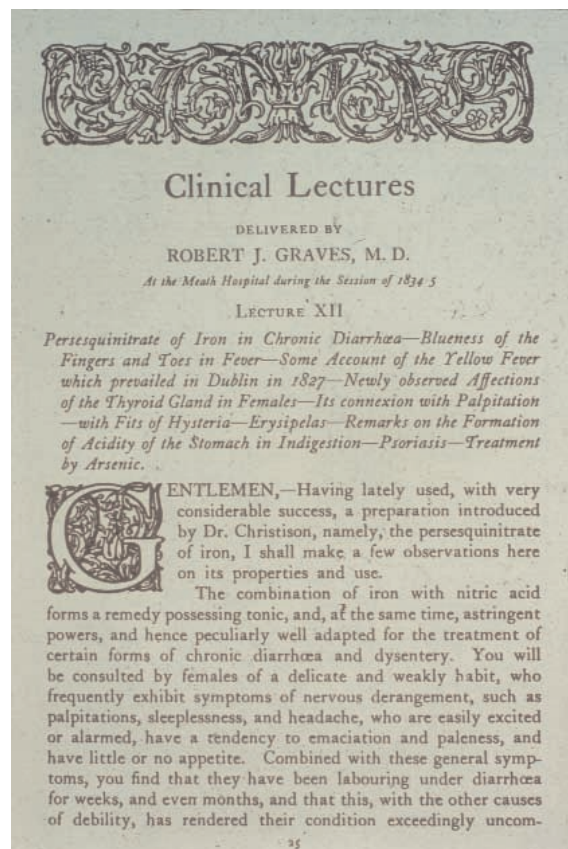 Clinical Lectures
DELIVERED BY
ROBERT J. GRAVES, M. D.
At the Meath Hospital during the Session of 1834 5
LECTURE XII
Persesquinitrate of Iron in Chronic Diarrhœa—Blueness of the
Fingers and Toes in Fever—Some Account of the Yellow Fever
which prevailed in Dublin in 1827—Newly observed Affections
of the Thyroid Gland in Females—Its connexion with Palpitation
—with Fits of Hysteria—Erysipelas—Remarks on the Formation
of Acidity of the Stomach in Indigestion—Psoriasis—Treatment
by Arsenic.
GENTLEMEN,—Having lately used, with very
considerable success, a preparation introduced
by Dr. Christison, namely, the persesquinitrate
of iron, I shall make a few observations here
on its properties and use.
The combination of iron with nitric acid
forms a remedy possessing tonic, and, at the same time, astringent
powers, and hence peculiarly well adapted for the treatment of
certain forms of chronic diarrhœa and dysentery. You will
be consulted by females of a delicate and weakly habit, who
frequently exhibit symptoms of nervous derangement, such as
palpitations, sleeplessness, and headache, who are easily excited
or alarmed, have a tendency to emaciation and paleness, and
have little or no appetite. Combined with these general symp-
toms, you find that they have been labouring under diarrhœa
for weeks, and even months, and that this, with the other causes
of debility, has rendered their condition exceedingly uncom-
25